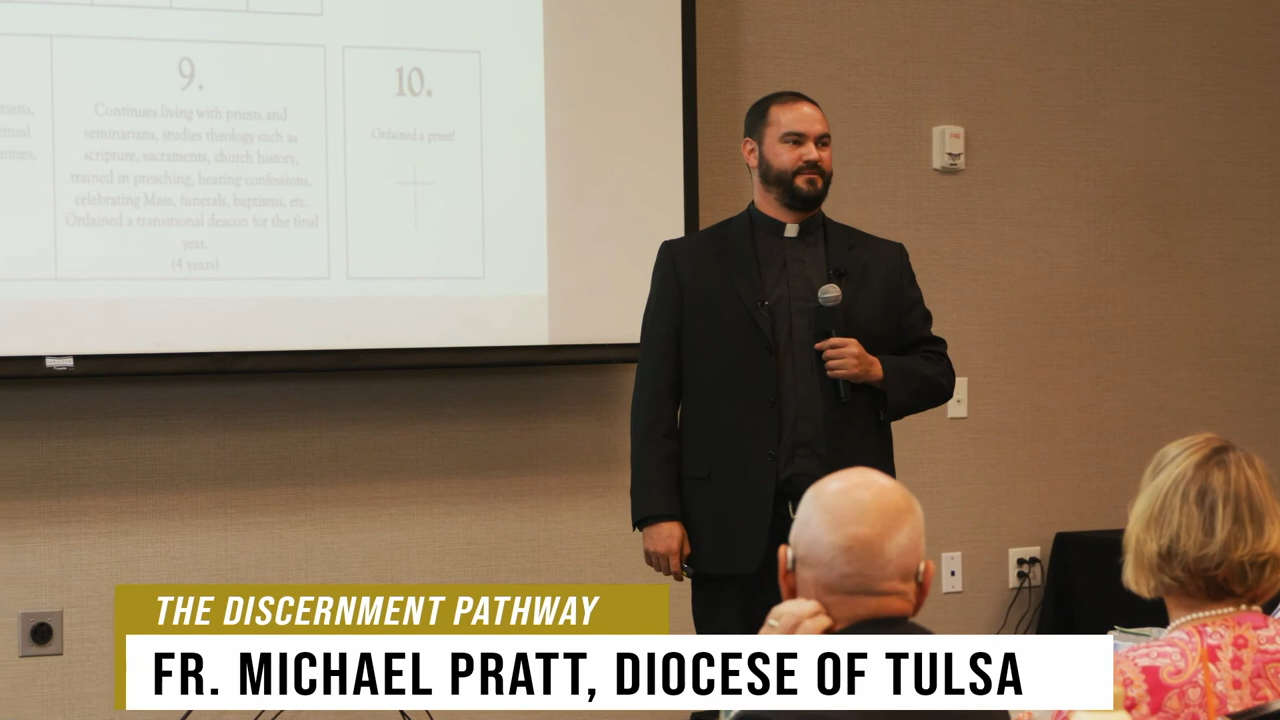 9.
Continues living with priests and
seminarians, studies theology such as
scripture, sacraments, church history,
trained in preaching, hearing confessions,
celebrating Mass, funerals, baptisms, etc.
Ordained a transitional deacon for the final
year.
(4 years)
10.
Ordained a priest!
THE DISCERNMENT PATHWAY
FR. MICHAEL PRATT, DIOCESE OF TULSA